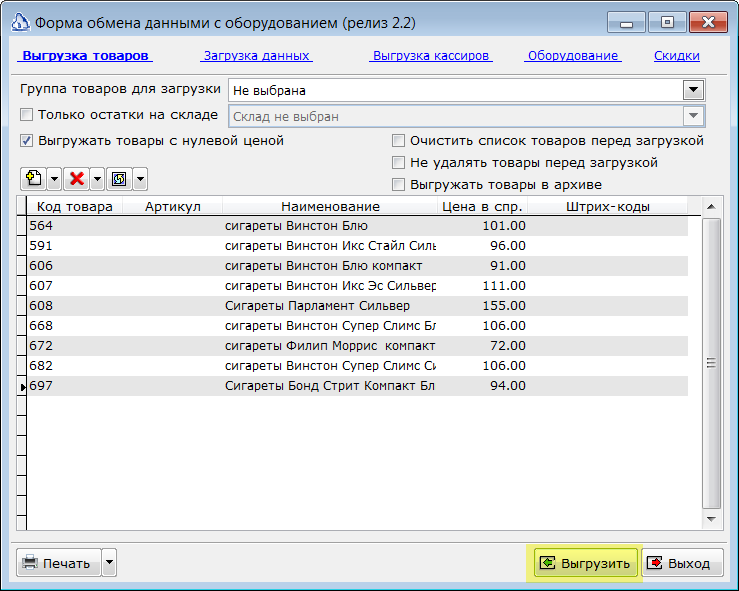 Форма обмена данными с оборудованием (релиз 2.2)
Выгрузка товаров Загрузка данных Выгрузка кассиров Оборудование Скидки
Группа товаров для загрузки Не выбрана
Только остатки на складе Склад не выбран
Выгружать товары с нулевой ценой Очистить список товаров перед загрузкой
Не удалять товары перед загрузкой
Выгружать товары в архиве
Код товара Артикул Наименование Цена в спр. Штрих-коды
564 сигареты Винстон Блю 101.00
591 сигареты Винстон Икс Стайл Силь 96.00
606 сигареты Винстон Блю компакт 91.00
607 сигареты Винстон Икс Эс Сильвер 111.00
608 Сигареты Парламент Сильвер 155.00
668 сигареты Винстон Супер Слимс Бл 106.00
672 сигареты Филип Моррис компакт 72.00
682 сигареты Винстон Супер Слимс Си 106.00
697 Сигареты Бонд Стрит Компакт Бл 94.00
Печать Выгрузить Выход